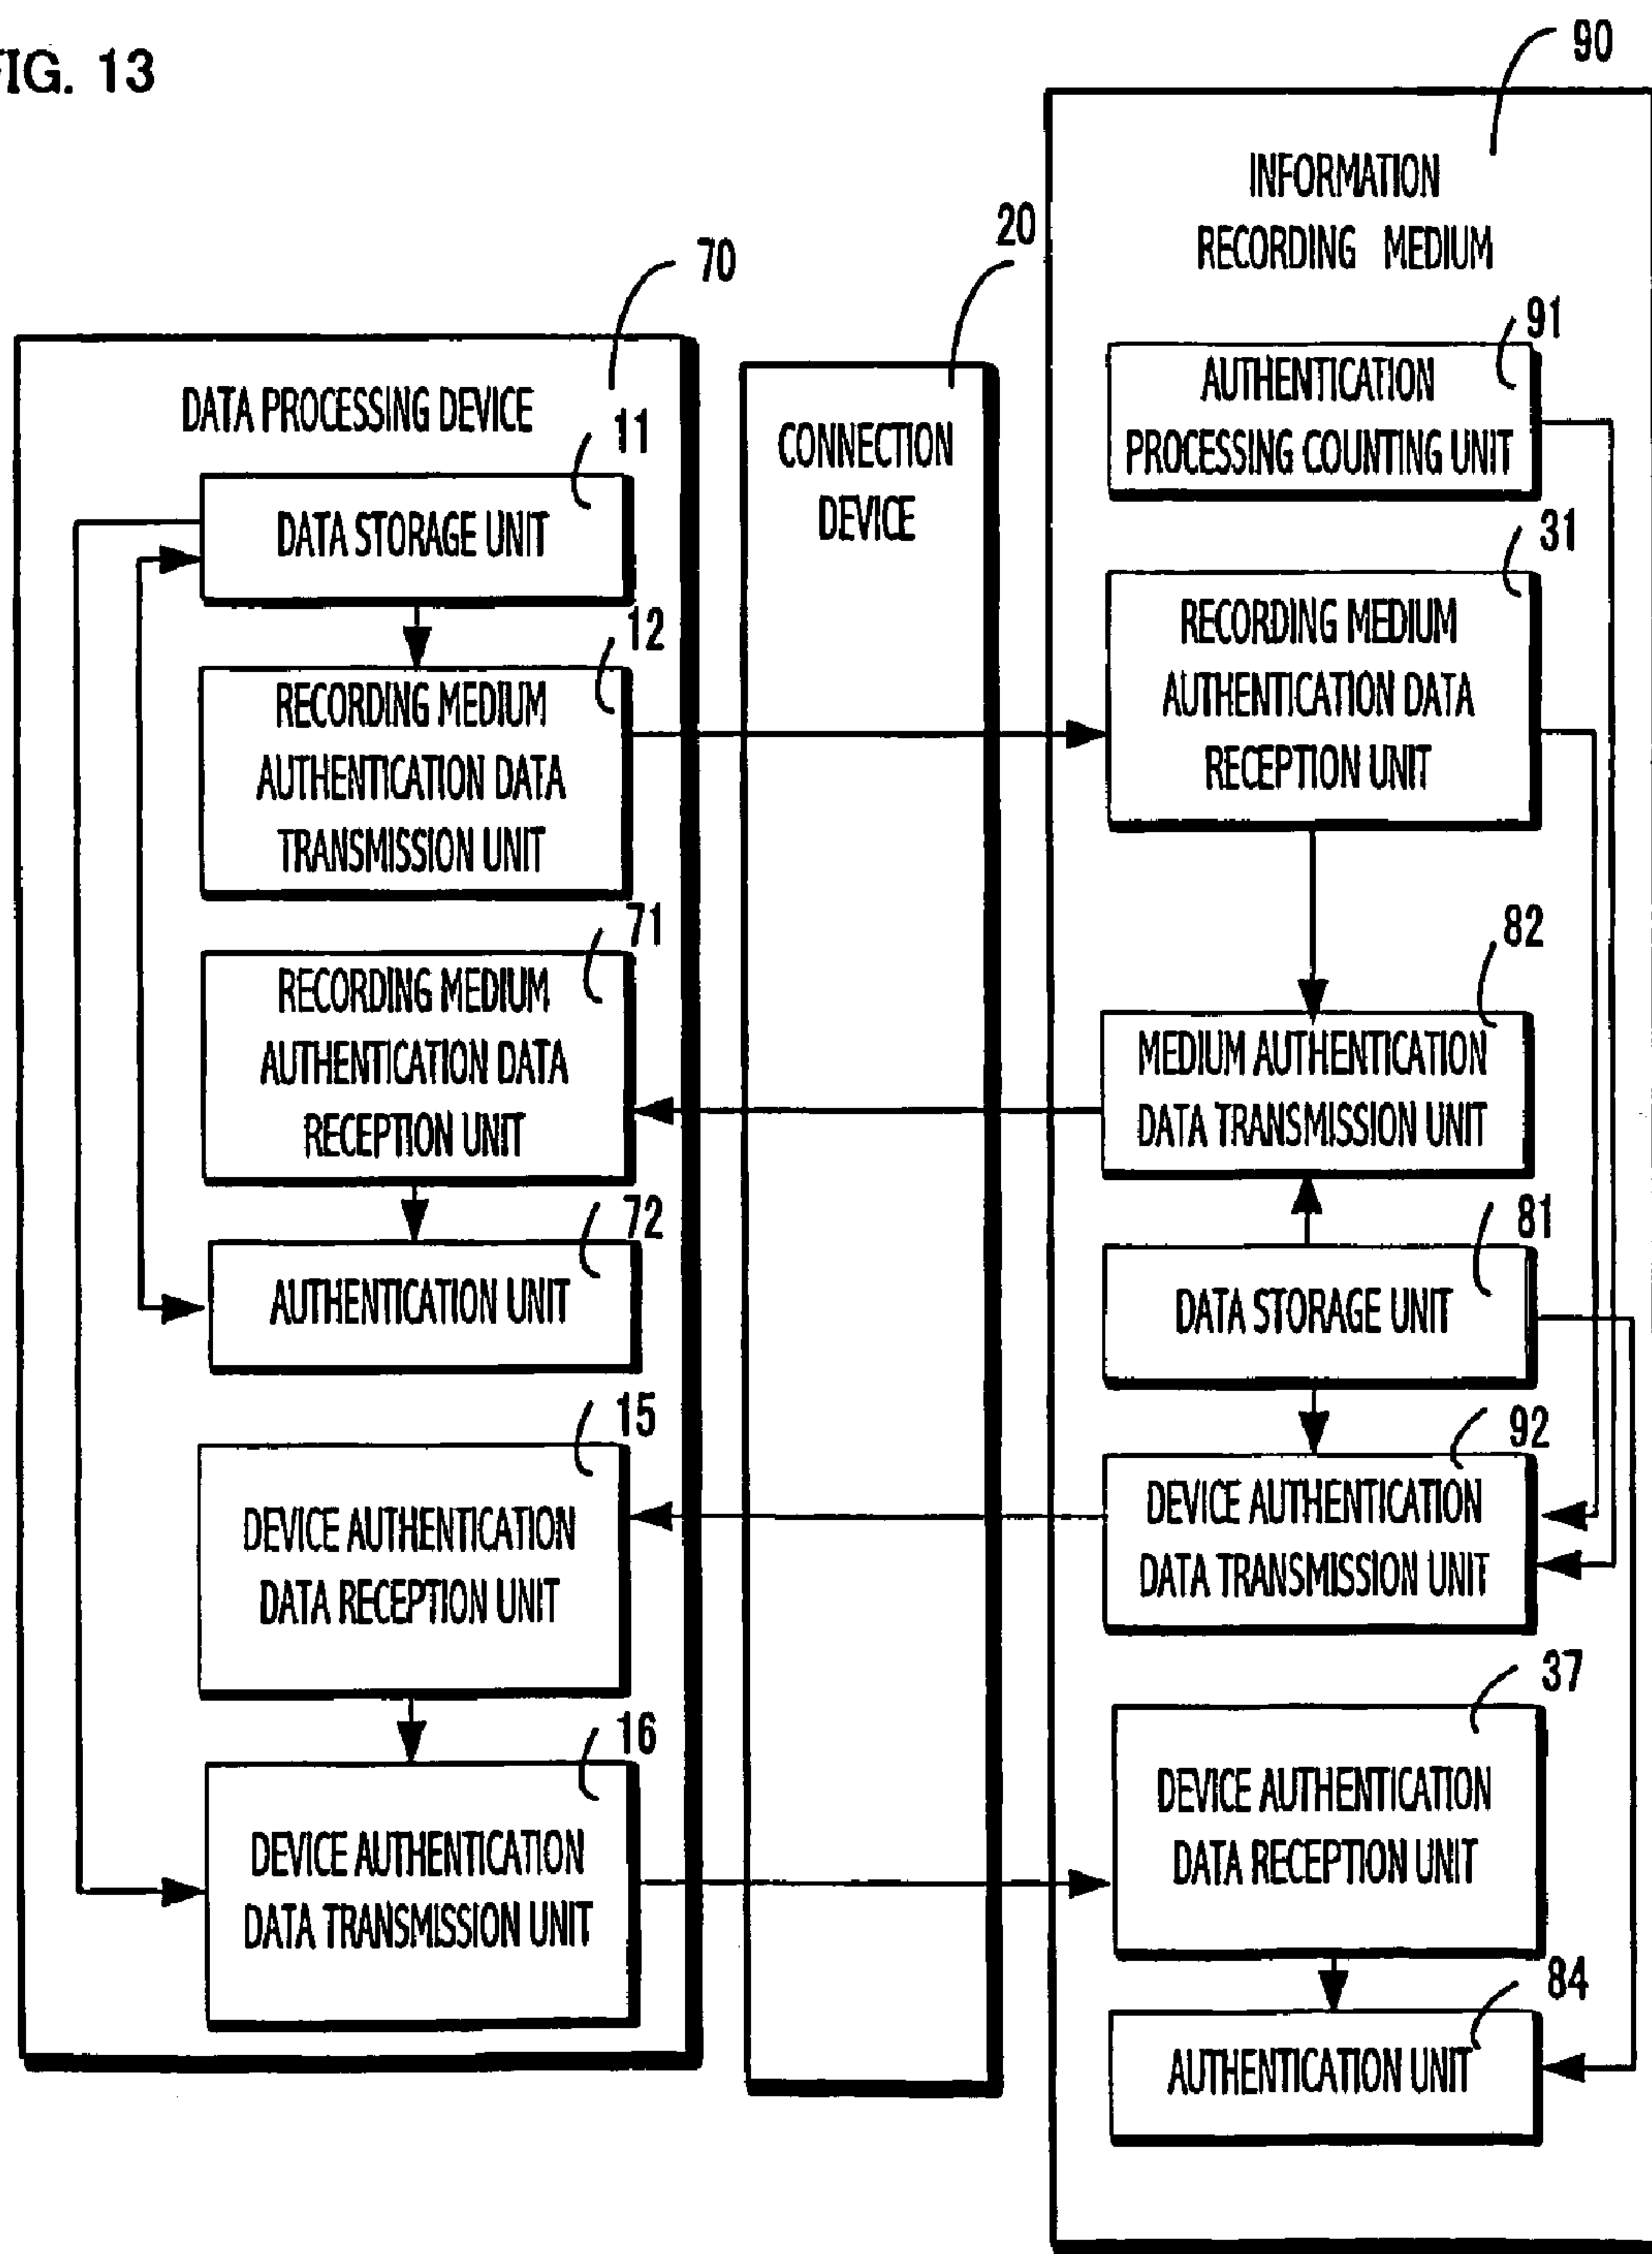 FIG. 13
90
INFORMATION
RECORDING MEDIUM
20
70
91
AUTHENTICATION
PROCESSING COUNTING UNIT
DATA PROCESSING DEVICE
11
CONNECTION
DEVICE
DATA STORAGE UNIT
31
RECORDING MEDIUM
AUTHENTICATION DATA
RECEPTION UNIT
12
RECORDING MEDIUM
AUTHENTICATION DATA
TRANSMISSION UNIT
71
RECORDING MEDIUM
AUTHENTICATION DATA
RECEPTION UNIT
82
MEDIUM AUTHENTICATION
DATA TRANSMISSION UNIT
72
AUTHENTICATION UNIT
81
DATA STORAGE UNIT
15
DEVICE AUTHENTICATION
DATA RECEPTION UNIT
92
DEVICE AUTHENTICATION
DATA TRANSMISSION UNIT
16
DEVICE AUTHENTICATION
DATA TRANSMISSION UNIT
37
DEVICE AUTHENTICATION
DATA RECEPTION UNIT
84
AUTHENTICATION UNIT